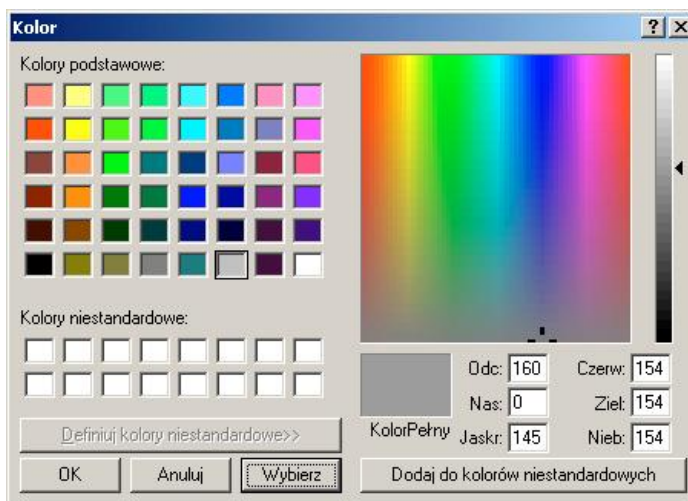 Kolor
Kolory podstawowe:
Kolory niestandardowe:
Definiuj kolory niestandardowe>>
OK Anuluj Wybierz
KolorPełny
Odc: 160 Czerw: 154
Nas: 0 Ziel: 154
Jaskr: 145 Nieb: 154
Dodaj do kolorów niestandardowych